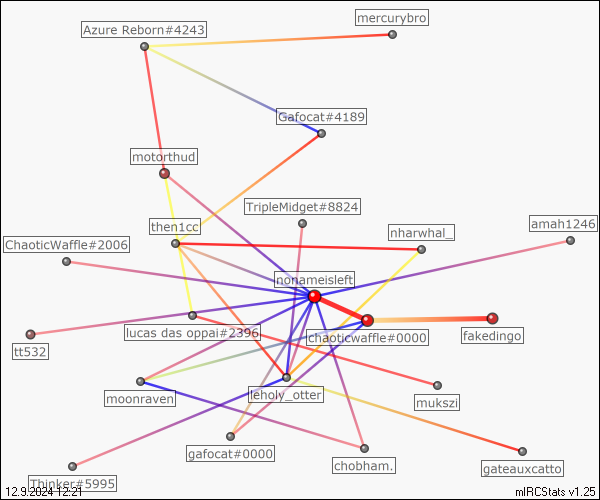 mercurybro
Azure Reborn#4243
Gafocat#4189
motorthud
TripleMidget#8824
then1cc
amah1246
nharwhal_
ChaoticWaffle#2006
nonameisleft
lucas das oppai#2396
chaoticwaffle#0000
fakedingo
tt532
leholy_otter
moonraven
mukszi
gafocat#0000
chobham.
gateauxcatto
Thinker#5995
12.9.2024 12:21
mIRCStats v1.25